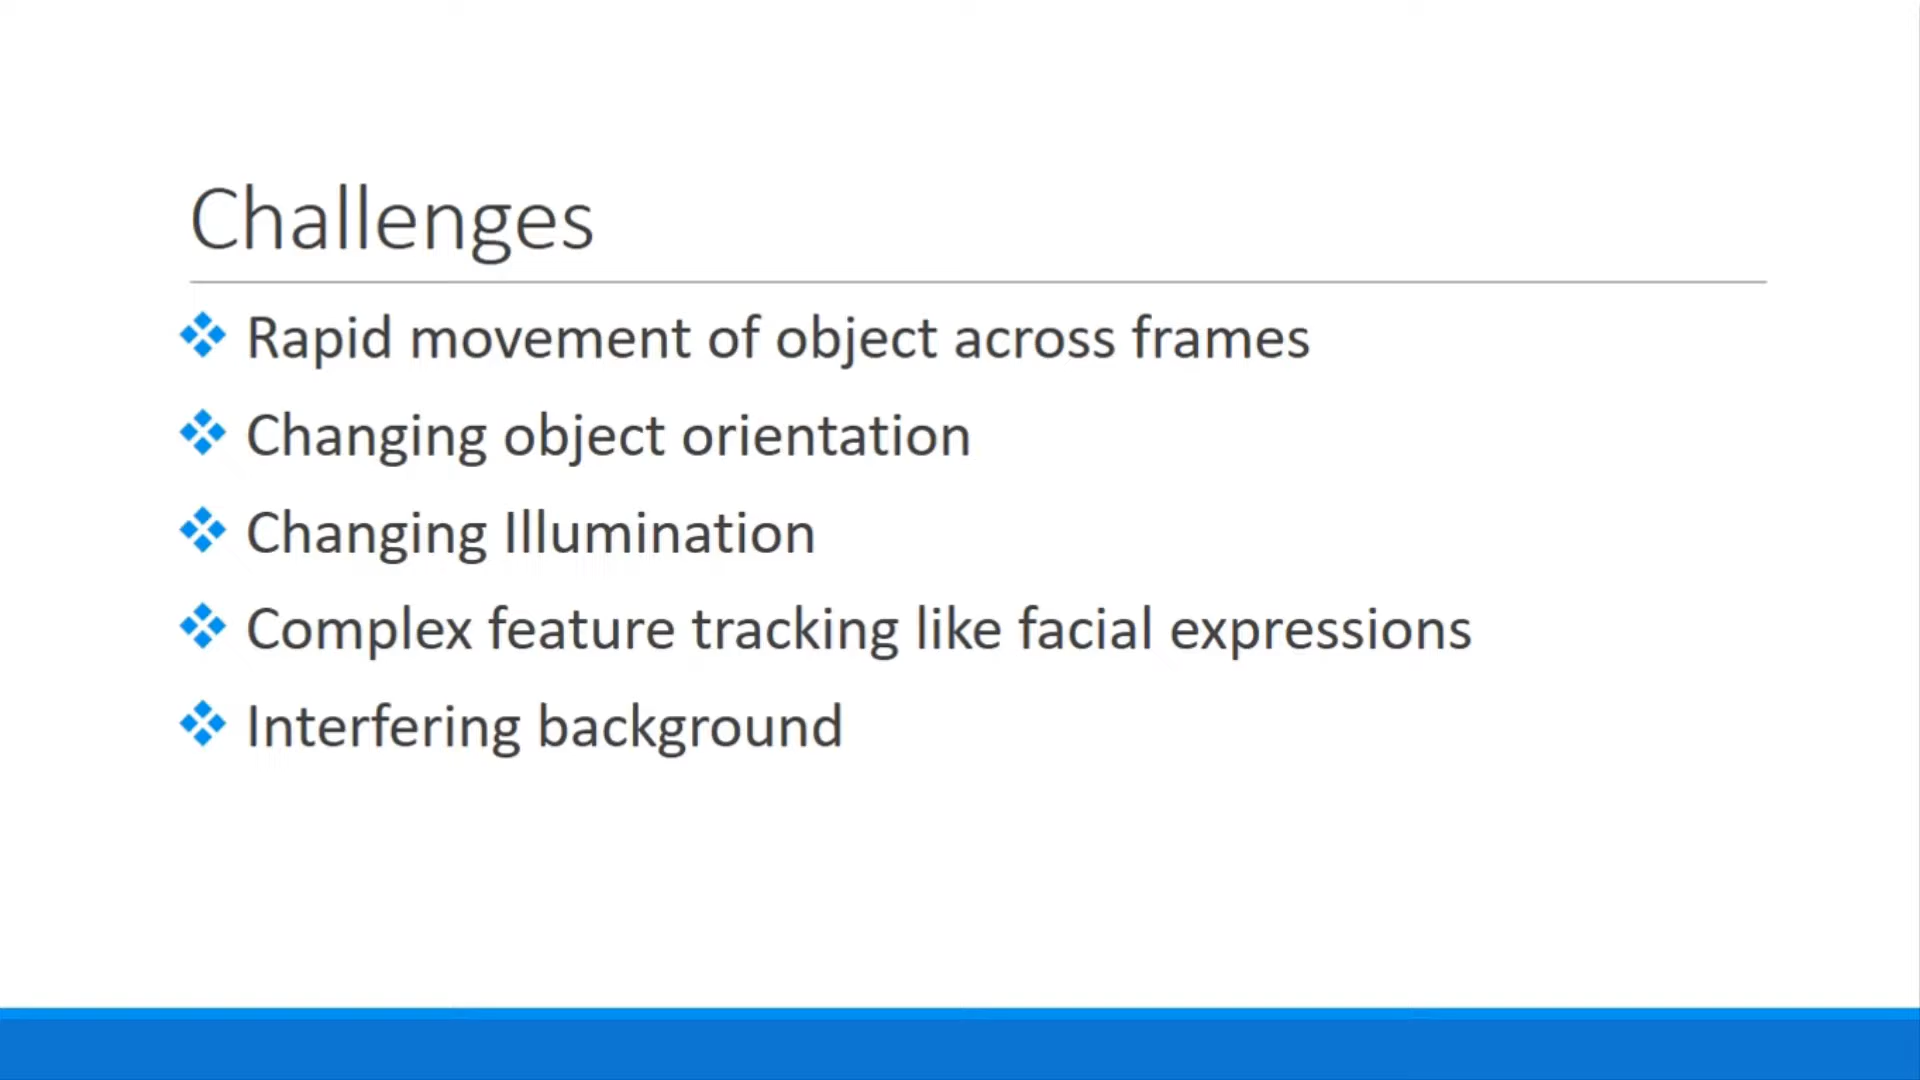 Challenges
Rapid movement of object across frames
Changing object orientation
Changing Illumination
Complex feature tracking like facial expressions
Interfering background